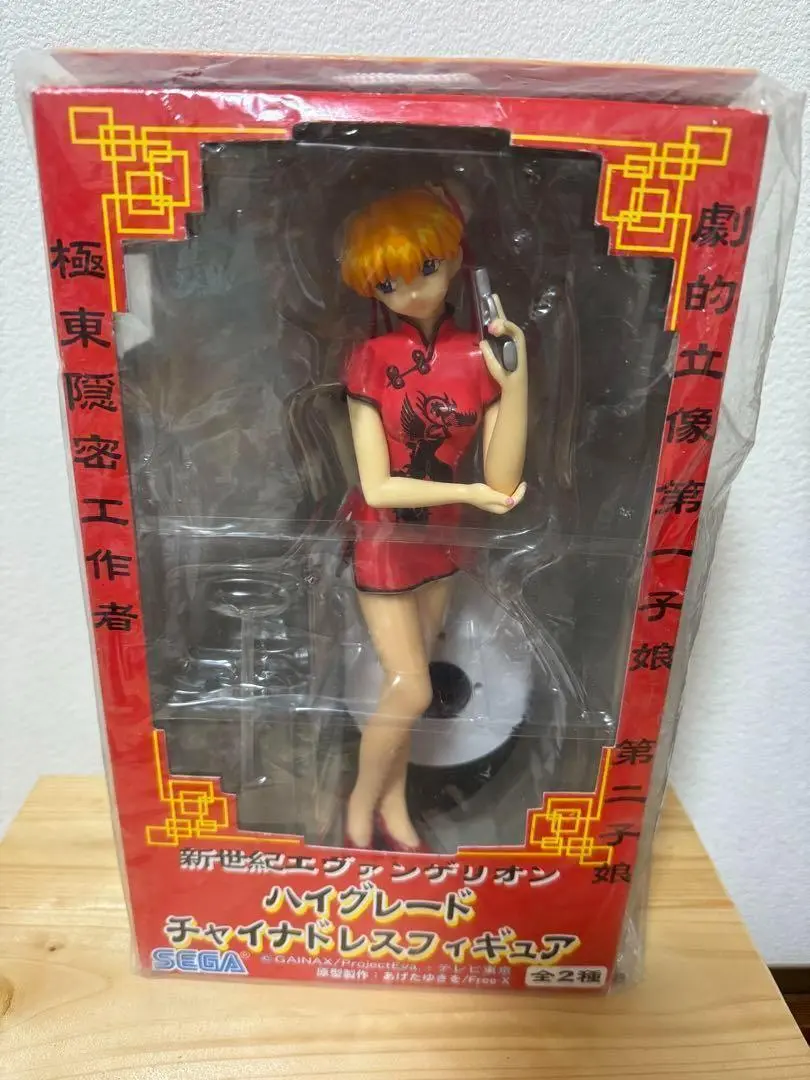 極東隠密工作者
劇的立像第一子娘 第二子娘
新世紀エヴァンゲリオン
ハイグレード
チャイナドレスフィギュア
SEGA®
©GAINAX/ProjectEva.・テレビ東京
原型製作:あげたゆきを/Free-X
全2種